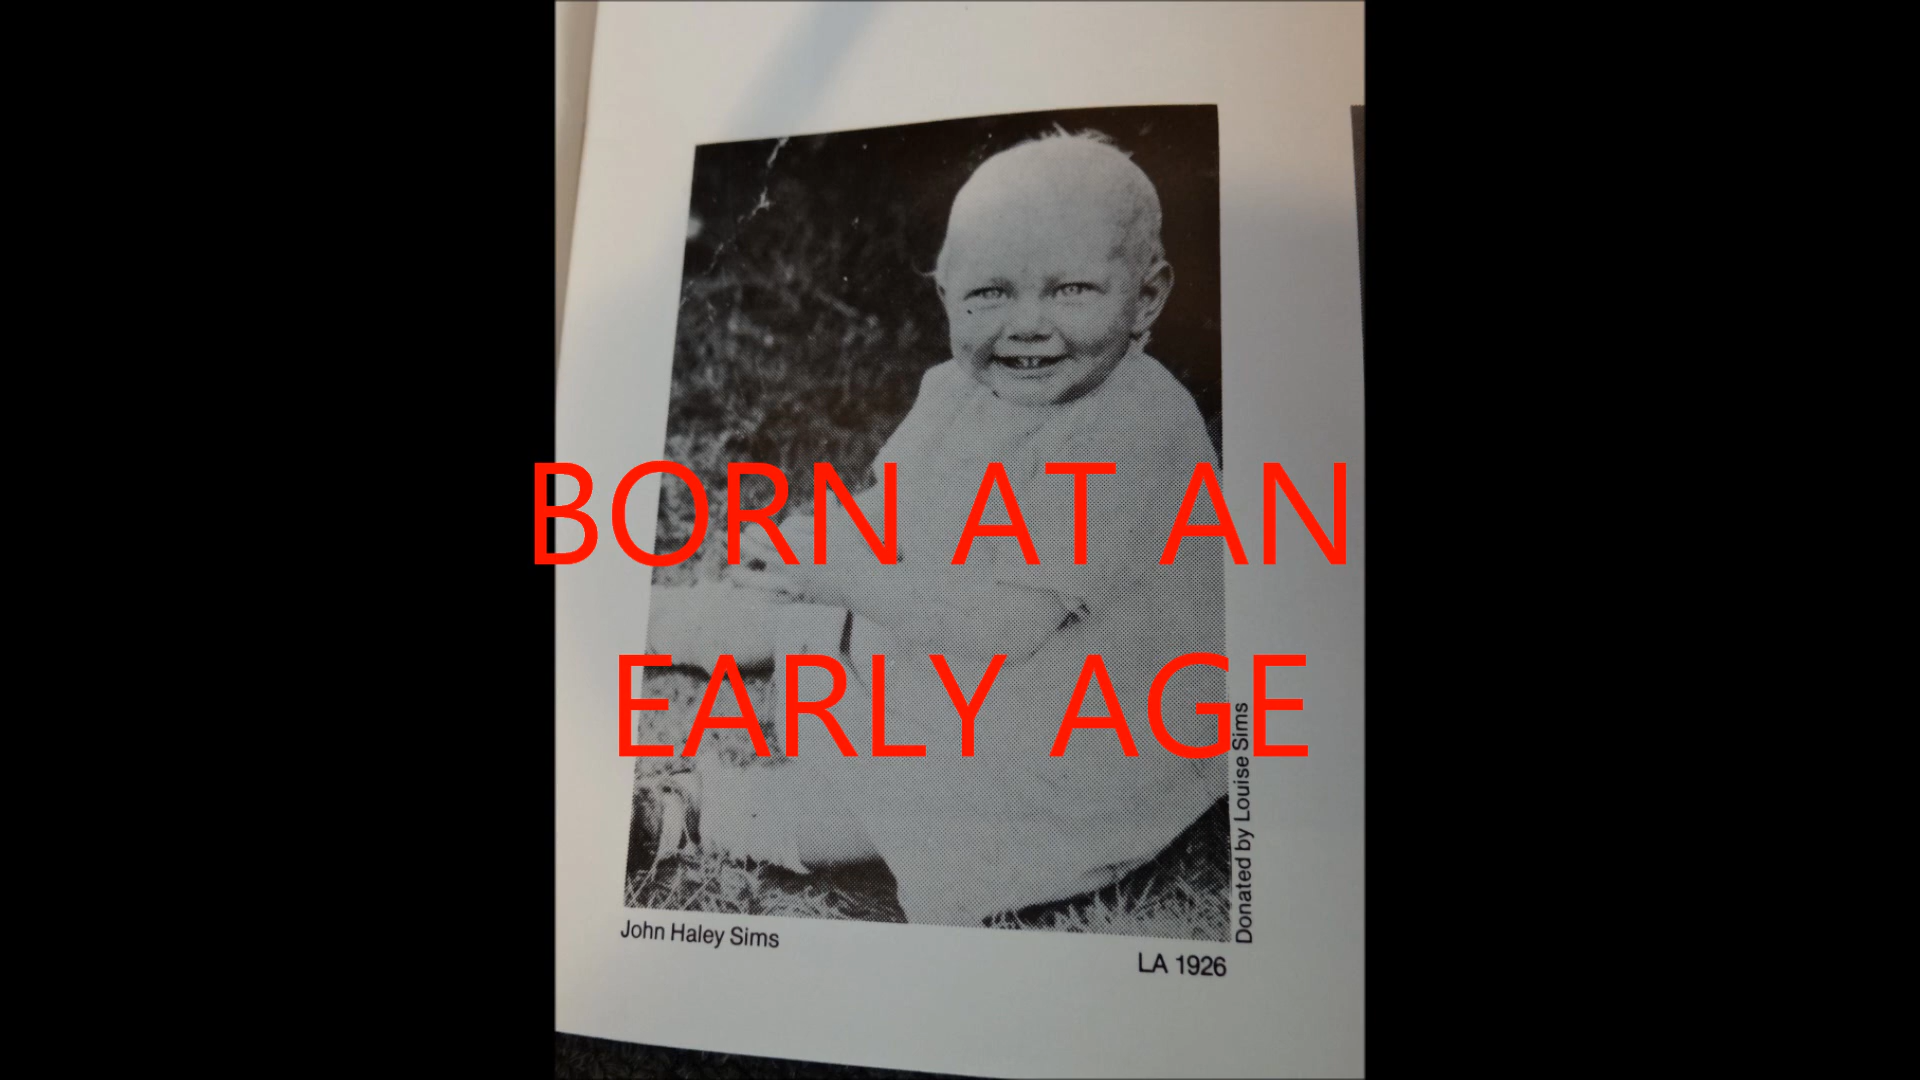 BORN AT AN
EARLY AGE
Donated by Louise Sims
John Haley Sims
LA 1926